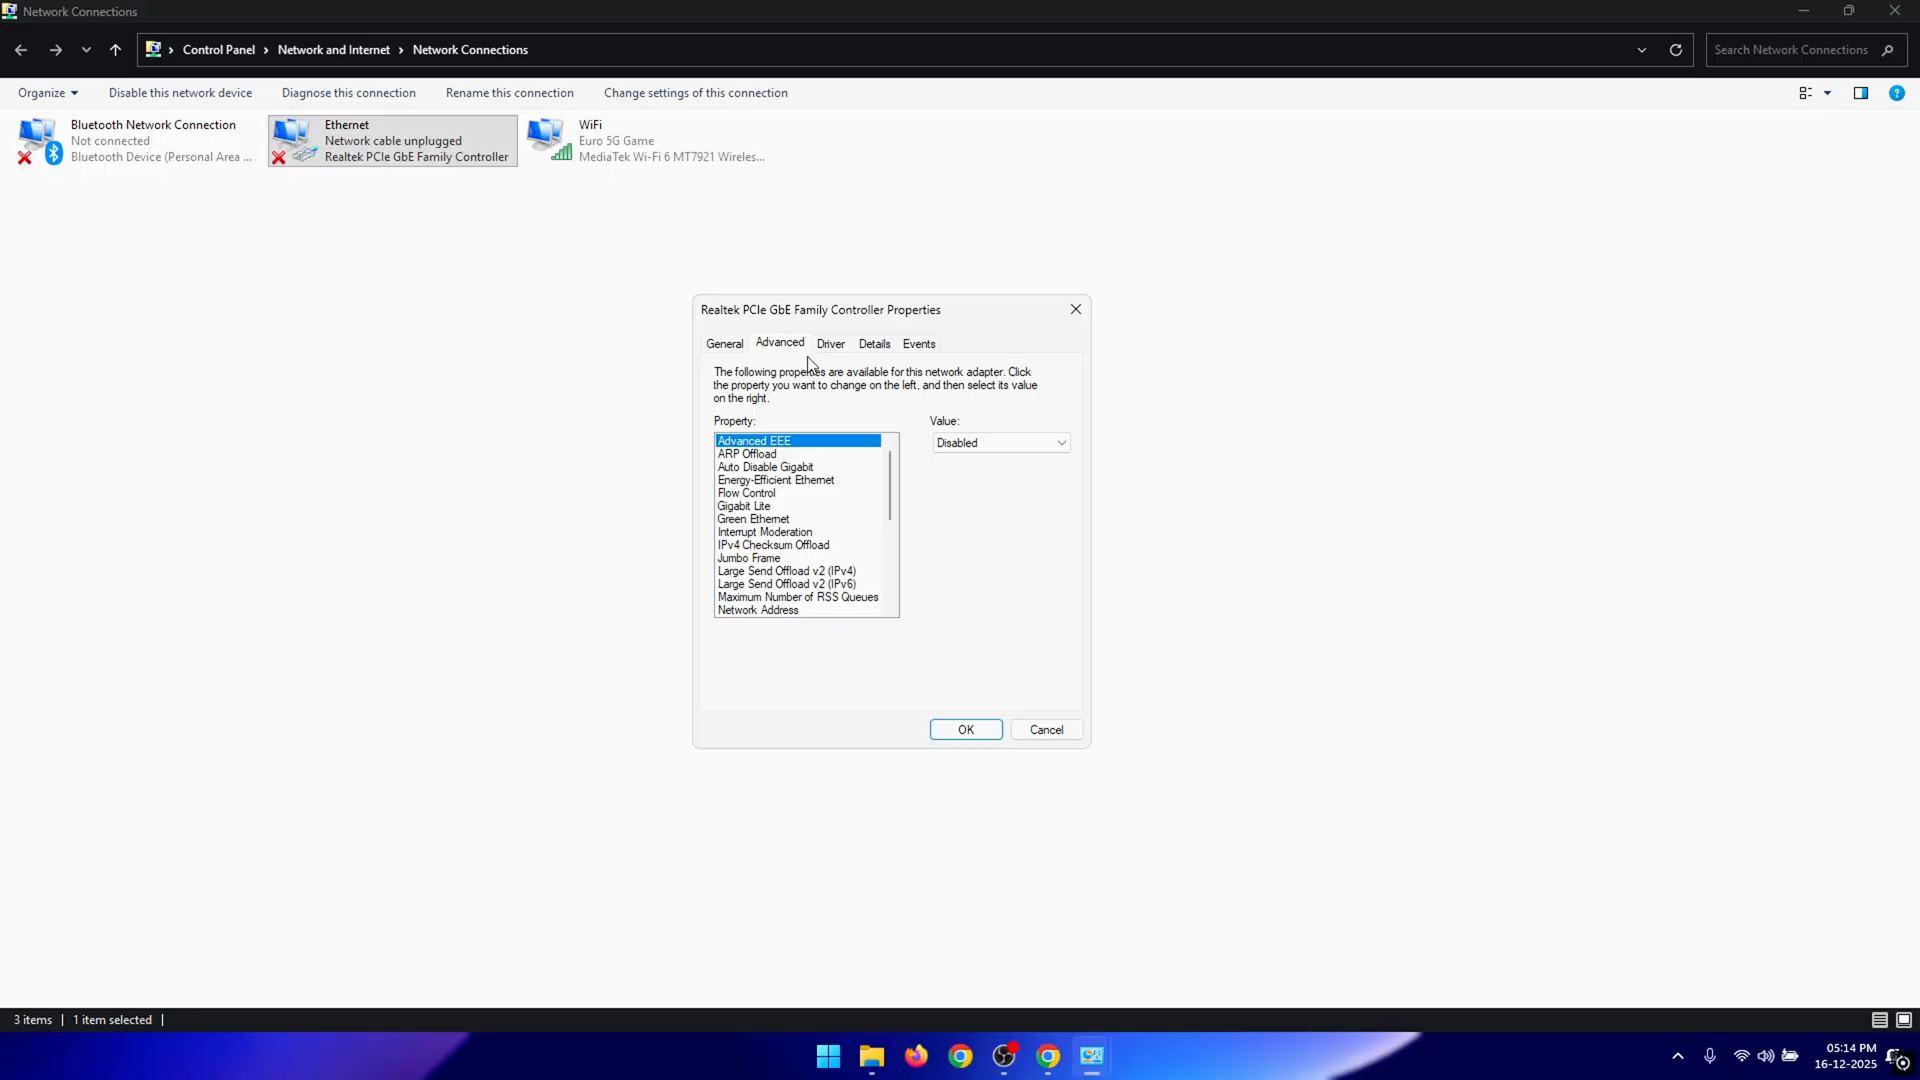 Network Connections
Control Panel > Network and Internet > Network Connections
Search Network Connections
Organize
Disable this network device
Diagnose this connection
Rename this connection
Change settings of this connection
Bluetooth Network Connection
Not connected
Bluetooth Device (Personal Area ...
Ethernet
Network cable unplugged
Realtek PCIe GbE Family Controller
WiFi
Euro 5G Game
MediaTek Wi-Fi 6 MT7921 Wireles...
Realtek PCIe GbE Family Controller Properties
General Advanced Driver Details Events
The following properties are available for this network adapter. Click
the property you want to change on the left, and then select its value
on the right.
Property:
Advanced EEE
ARP Offload
Auto Disable Gigabit
Energy-Efficient Ethernet
Flow Control
Gigabit Lite
Green Ethernet
Interrupt Moderation
IPv4 Checksum Offload
Jumbo Frame
Large Send Offload v2 (IPv4)
Large Send Offload v2 (IPv6)
Maximum Number of RSS Queues
Network Address
Value:
Disabled
OK
Cancel
3 items | 1 item selected |
05:14 PM
16-12-2025